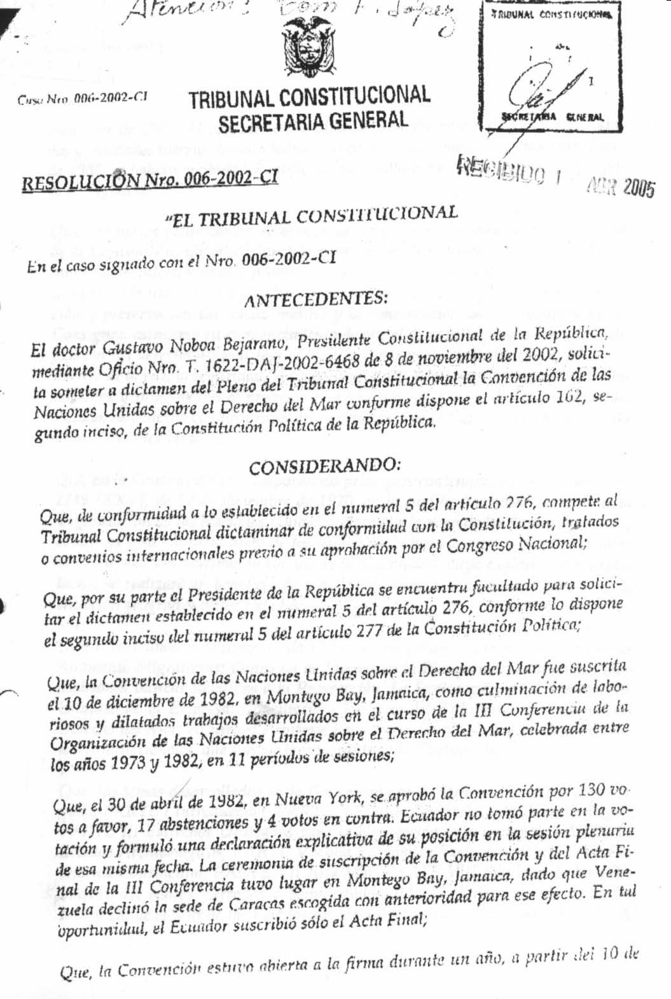 Atención: Com F. López
TRIBUNAL CONSTITUCIONAL
SECRETARIA GENERAL
Caso Nro. 006-2002-CI
TRIBUNAL CONSTITUCIONAL
SECRETARIA GENERAL
RECIBIDO 1 ABR 2005
RESOLUCIÓN Nro. 006-2002-CI
"EL TRIBUNAL CONSTITUCIONAL
En el caso signado con el Nro. 006-2002-CI
ANTECEDENTES:
El doctor Gustavo Noboa Bejarano, Presidente Constitucional de la República,
mediante Oficio Nro. T. 1622-DAJ-2002-6468 de 8 de noviembre del 2002, solici-
ta someter a dictamen del Pleno del Tribunal Constitucional la Convención de las
Naciones Unidas sobre el Derecho del Mar conforme dispone el artículo 162, se-
gundo inciso, de la Constitución Política de la República.
CONSIDERANDO:
Que, de conformidad a lo establecido en el numeral 5 del artículo 276, compete al
Tribunal Constitucional dictaminar de conformidad con la Constitución, tratados
o convenios internacionales previo a su aprobación por el Congreso Nacional;
Que, por su parte el Presidente de la República se encuentra facultado para solici-
tar el dictamen establecido en el numeral 5 del artículo 276, conforme lo dispone
el segundo inciso del numeral 5 del artículo 277 de la Constitución Política;
Que, la Convención de las Naciones Unidas sobre el Derecho del Mar fue suscrita
el 10 de diciembre de 1982, en Montego Bay, Jamaica, como culminación de labo-
riosos y dilatados trabajos desarrollados en el curso de la III Conferencia de la
Organización de las Naciones Unidas sobre el Derecho del Mar, celebrada entre
los años 1973 y 1982, en 11 períodos de sesiones;
Que, el 30 de abril de 1982, en Nueva York, se aprobó la Convención por 130 vo-
tos a favor, 17 abstenciones y 4 votos en contra. Ecuador no tomó parte en la vo-
tación y formuló una declaración explicativa de su posición en la sesión plenaria
de esa misma fecha. La ceremonia de suscripción de la Convención y del Acta Fi-
nal de la III Conferencia tuvo lugar en Montego Bay, Jamaica, dado que Vene-
zuela declinó la sede de Caracas escogida con anterioridad para ese efecto. En tal
oportunidad, el Ecuador suscribió sólo el Acta Final;
Que, la Convención estuvo abierta a la firma durante un año, a partir del 10 de